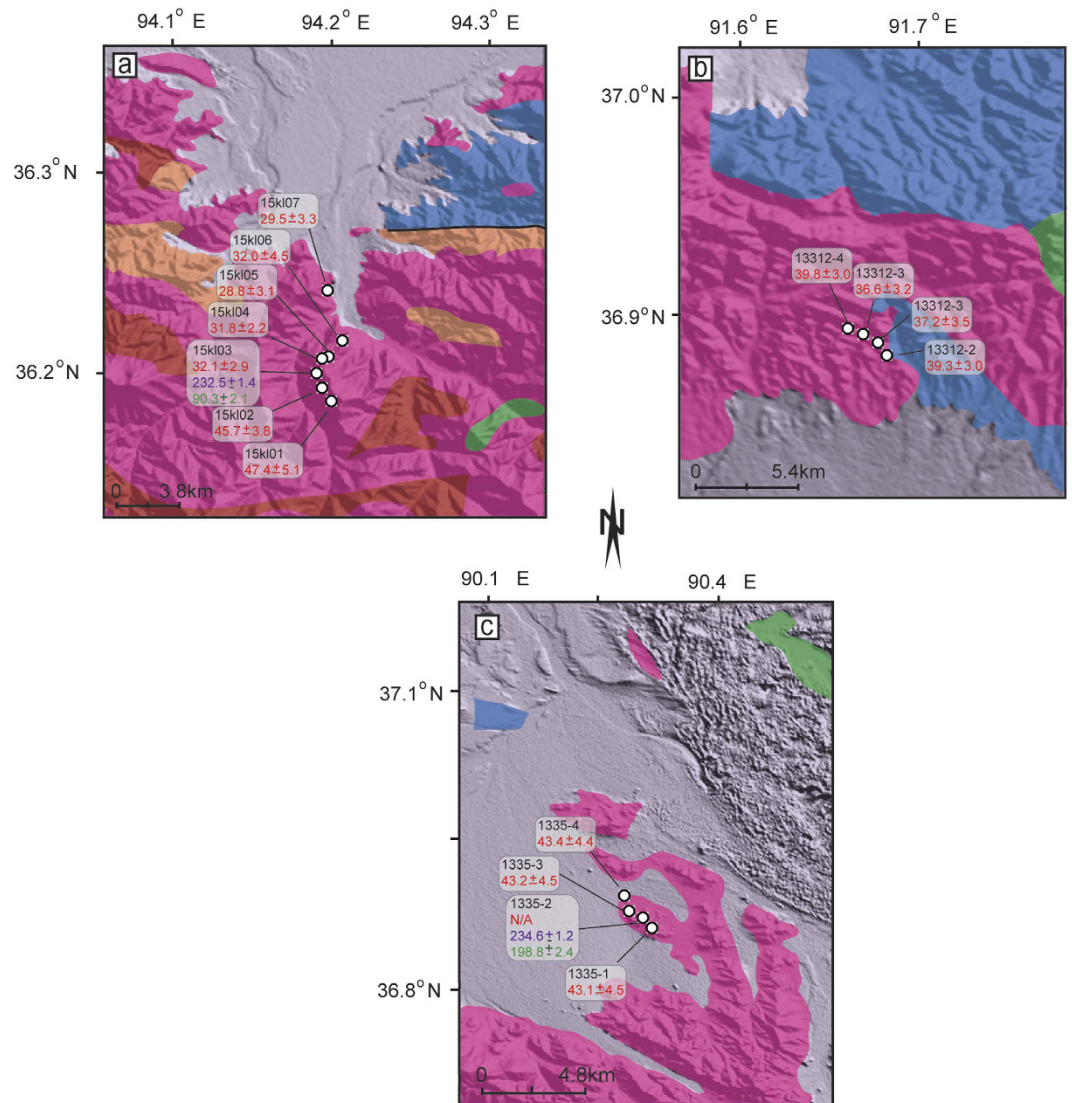 94.1° E
94.2° E
94.3° E
a
36.3° N
36.2° N
15kl07
29.5±3.3
15kl06
32.0±4.5
15kl05
28.8±3.1
15kl04
31.8±2.2
15kl03
32.1±2.9
232.5±1.4
90.3±2.1
15kl02
45.7±3.8
15kl01
47.4±5.1
0 3.8km
91.6° E
91.7° E
b
37.0° N
36.9° N
13312-4
39.8±3.0
13312-3
36.6±3.2
13312-3
37.2±3.5
13312-2
39.3±3.0
0 5.4km
N
90.1 E
90.4 E
c
37.1° N
36.8° N
1335-4
43.4±4.4
1335-3
43.2±4.5
1335-2
N/A
234.6±1.2
198.8±2.4
1335-1
43.1±4.5
0 4.8km